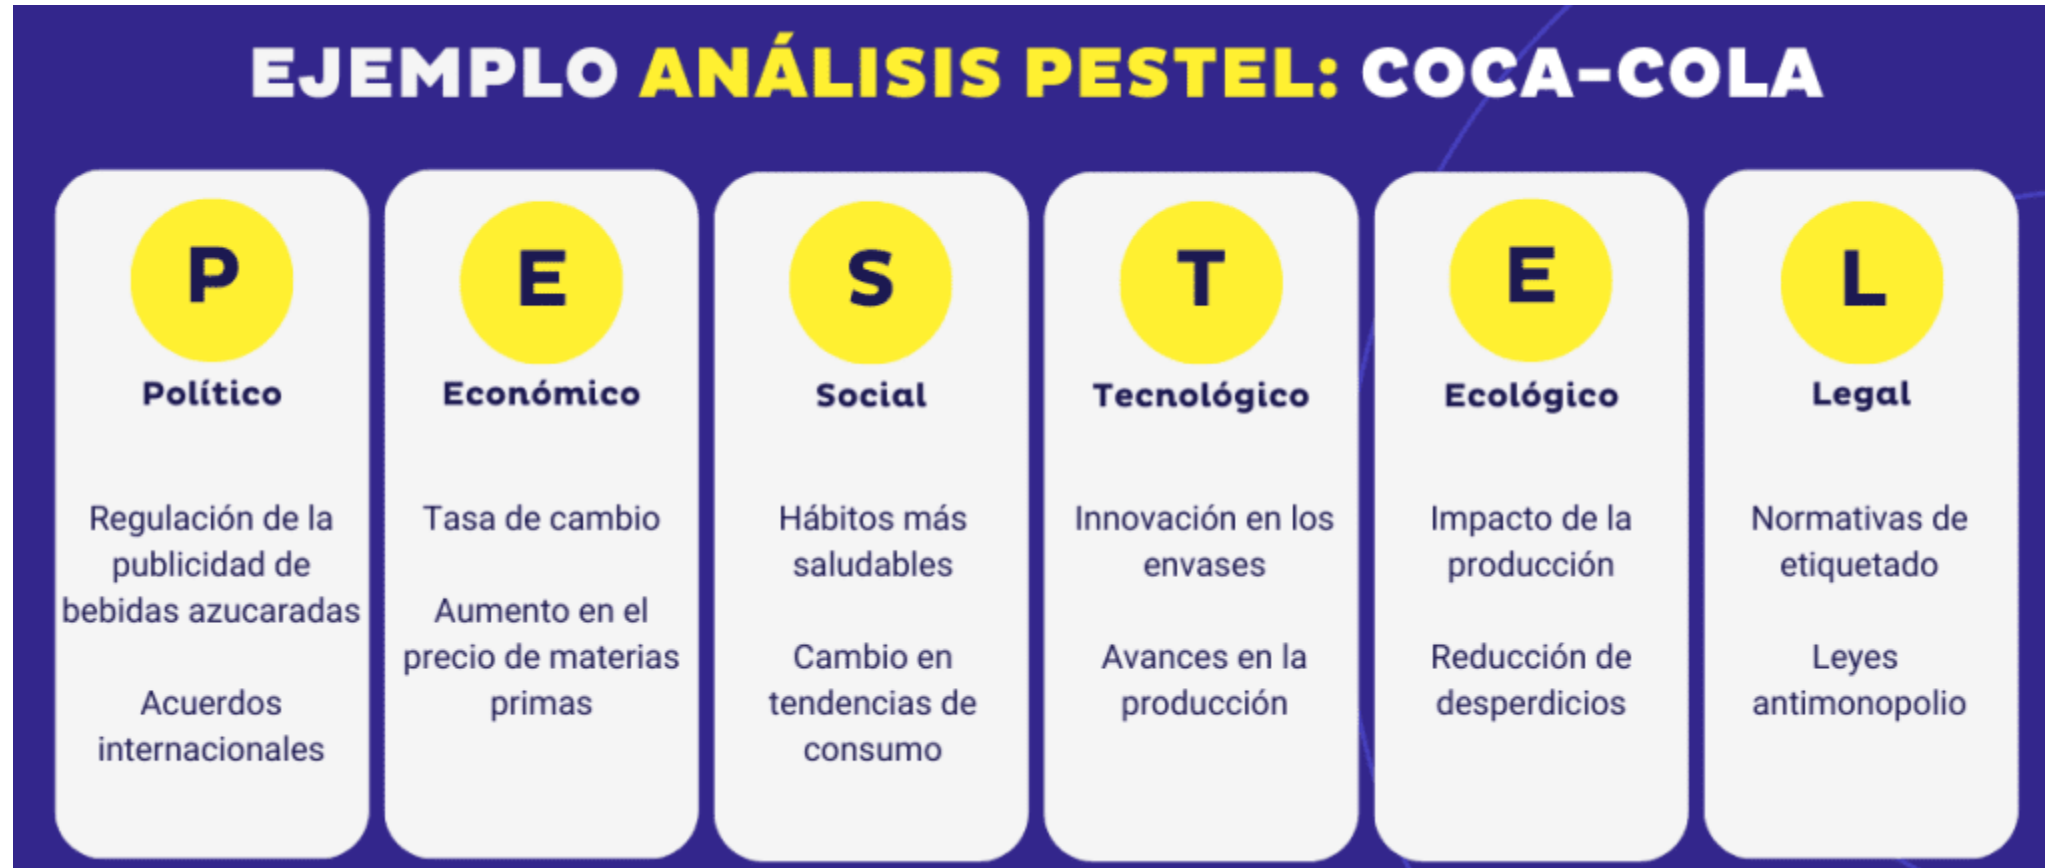 EJEMPLO ANÁLISIS PESTEL: COCA-COLA
P
Político
Regulación de la
publicidad de
bebidas azucaradas
Acuerdos
internacionales
E
Económico
Tasa de cambio
Aumento en el
precio de materias
primas
S
Social
Hábitos más
saludables
Cambio en
tendencias de
consumo
T
Tecnológico
Innovación en los
envases
Avances en la
producción
E
Ecológico
Impacto de la
producción
Reducción de
desperdicios
L
Legal
Normativas de
etiquetado
Leyes
antimonopolio